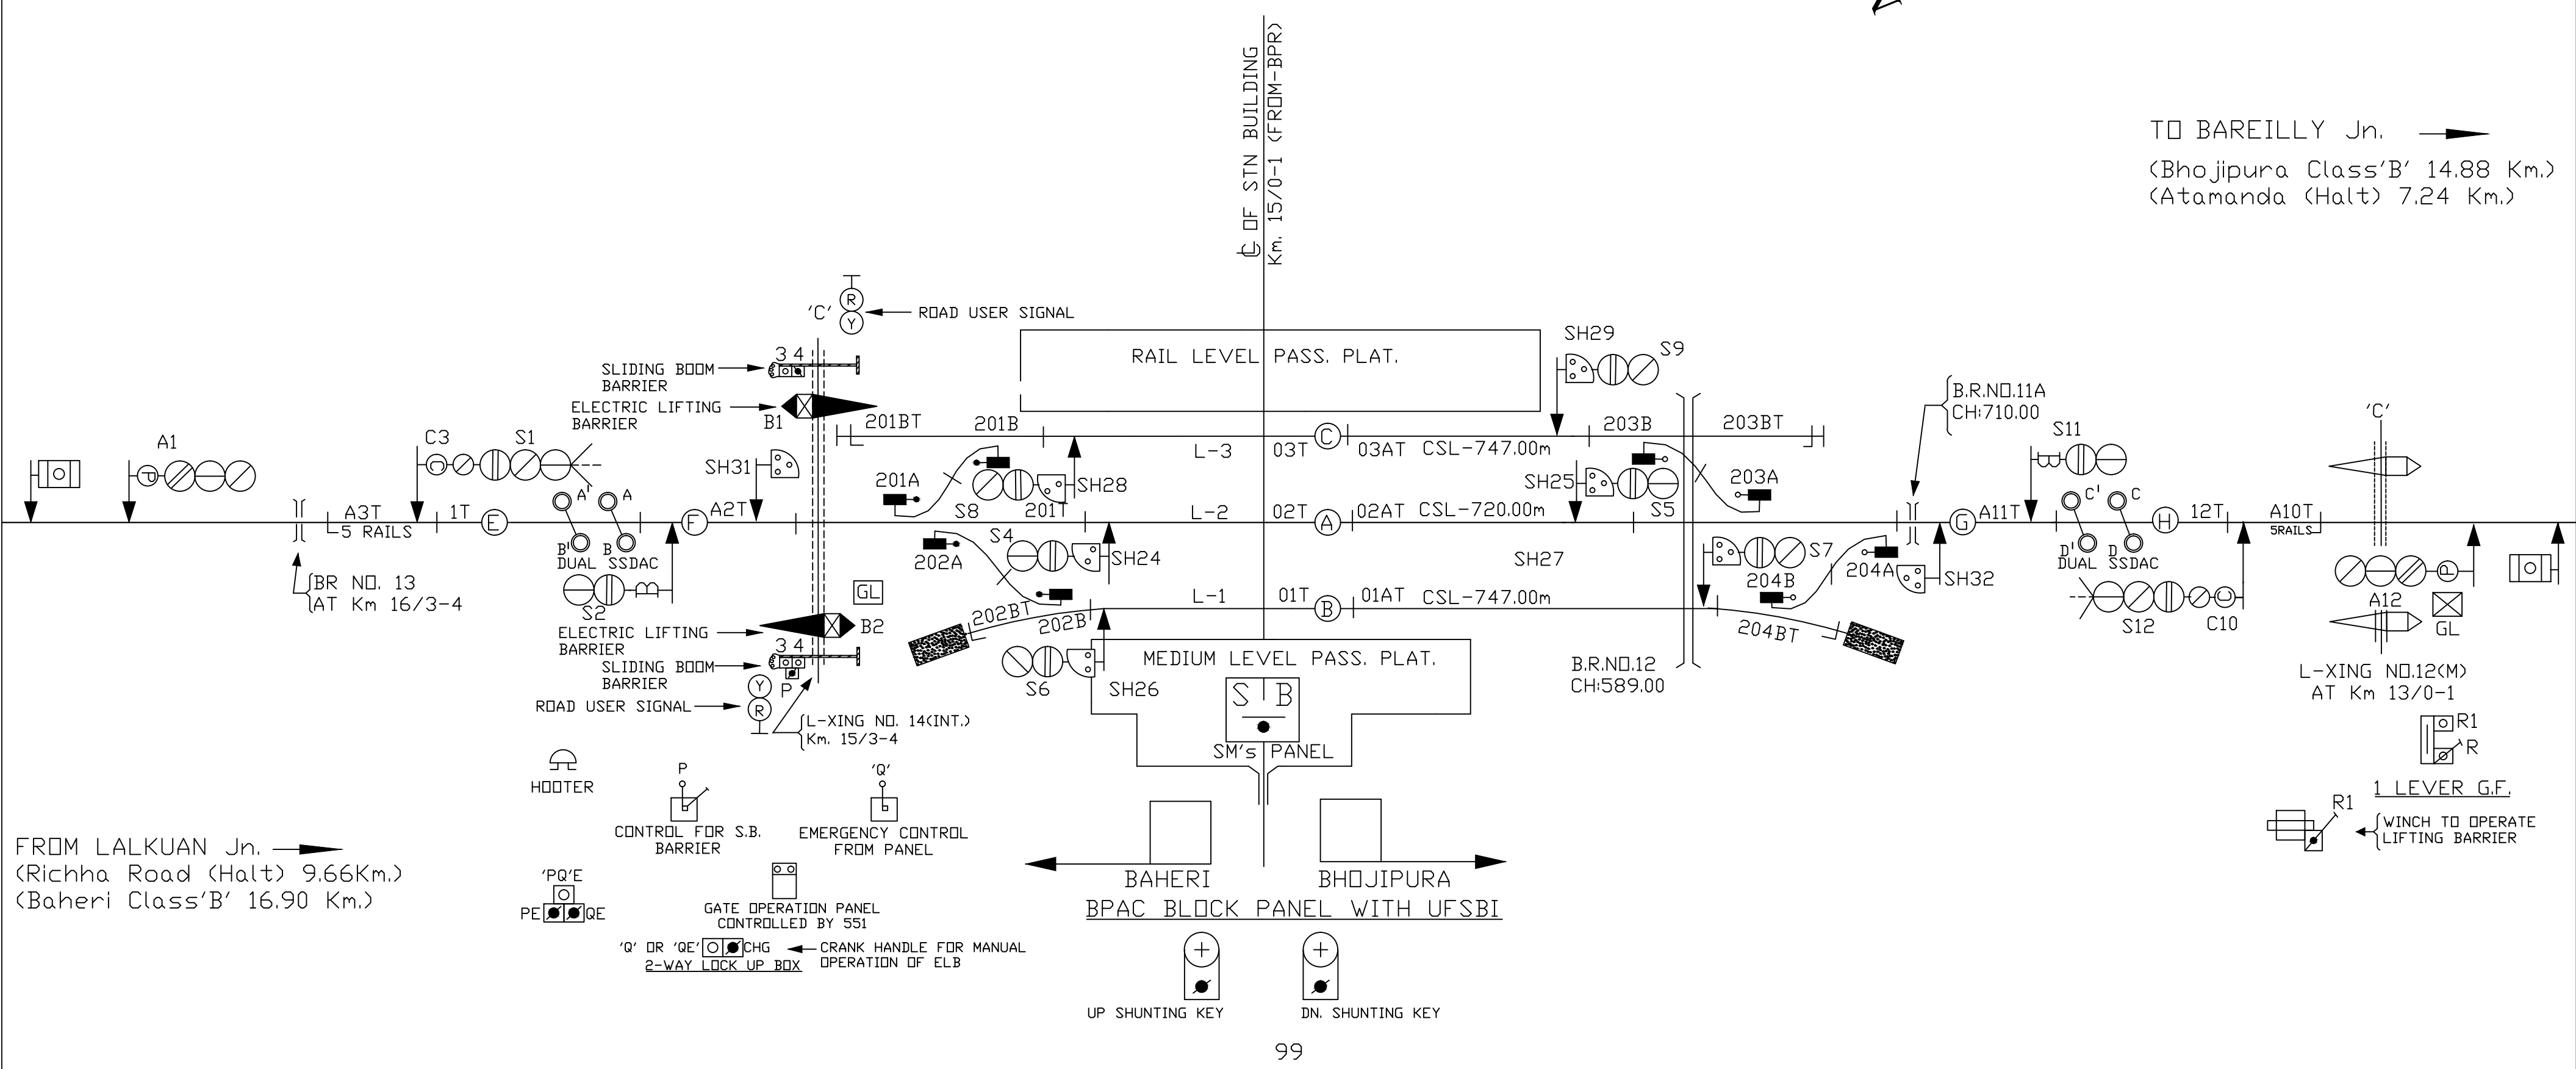 ℄ OF STN BUILDING
Km. 15/0-1 (FROM-BPR)
TO BAREILLY Jn.
(Bhojipura Class'B' 14.88 Km.)
(Atamanda (Halt) 7.24 Km.)
'C'
R
Y
ROAD USER SIGNAL
RAIL LEVEL PASS. PLAT.
3 4
SLIDING BOOM
BARRIER
ELECTRIC LIFTING
BARRIER
B1
SH29
S9
B.R.NO.11A
CH:710.00
'C'
A1
P
C3
C
S1
201BT
201B
203B
203BT
S11
B
L-3
03T
C
03AT
CSL-747.00m
SH31
201A
SH28
S8
201T
SH25
S5
203A
A'
A
C'
C
A3T
5 RAILS
1T
E
F
A2T
L-2
02T
A
02AT
CSL-720.00m
G
A11T
H
12T
A10T
5RAILS
B'
B
DUAL SSDAC
D'
D
DUAL SSDAC
BR NO. 13
AT Km 16/3-4
S2
B
202A
S4
SH24
SH27
S7
204B
204A
SH32
P
A12
GL
GL
S12
C
C10
L-1
01T
B
01AT
CSL-747.00m
202BT
202B
204BT
ELECTRIC LIFTING
BARRIER
B2
3 4
SLIDING BOOM
BARRIER
P
Y
R
ROAD USER SIGNAL
L-XING NO. 14(INT.)
Km. 15/3-4
S6
SH26
MEDIUM LEVEL PASS. PLAT.
S B
SM's PANEL
B.R.NO.12
CH:589.00
L-XING NO.12(M)
AT Km 13/0-1
R1
R
1 LEVER G.F.
R1
WINCH TO OPERATE
LIFTING BARRIER
HOOTER
P
CONTROL FOR S.B.
BARRIER
'Q'
EMERGENCY CONTROL
FROM PANEL
FROM LALKUAN Jn.
(Richha Road (Halt) 9.66Km.)
(Baheri Class'B' 16.90 Km.)
'PQ'E
PE
QE
GATE OPERATION PANEL
CONTROLLED BY 551
'Q' OR 'QE'
CHG
CRANK HANDLE FOR MANUAL
OPERATION OF ELB
2-WAY LOCK UP BOX
BAHERI
BHOJIPURA
BPAC BLOCK PANEL WITH UFSBI
UP SHUNTING KEY
DN. SHUNTING KEY
99